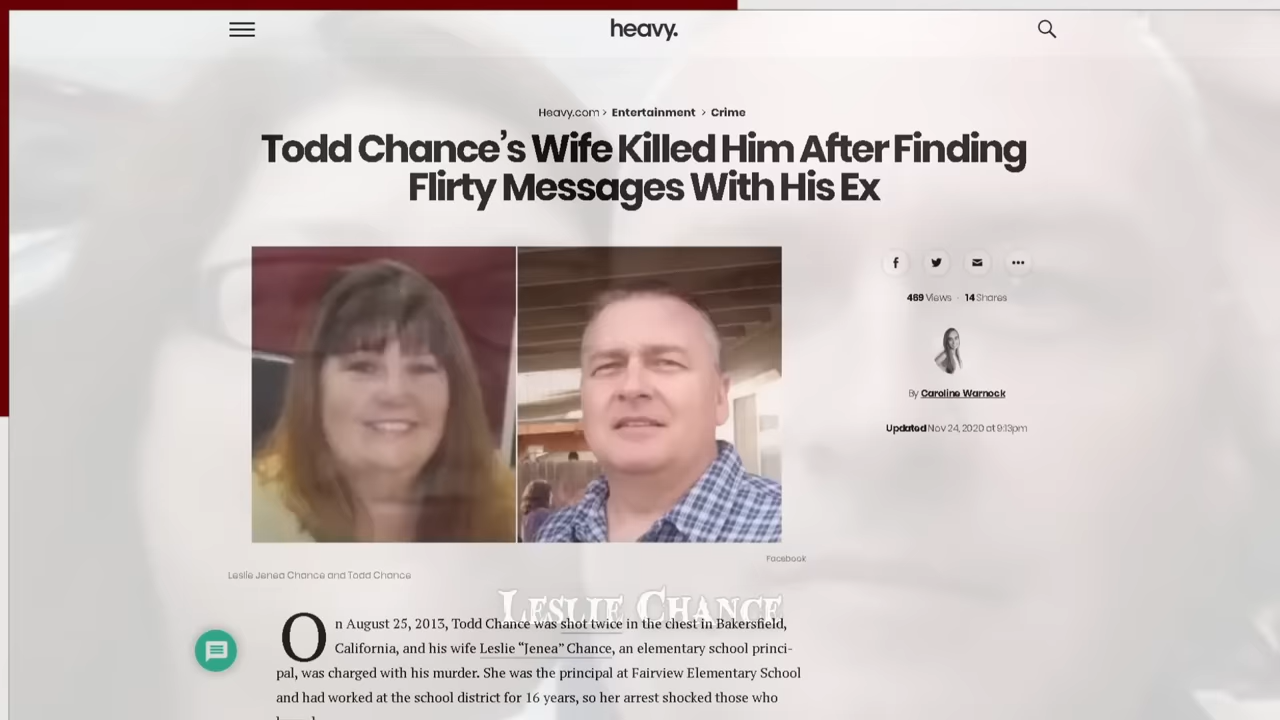 heavy.
Heavy.com > Entertainment > Crime
Todd Chance's Wife Killed Him After Finding
Flirty Messages With His Ex
469 Views · 14 Shares
By Caroline Warnock
Updated Nov 24, 2020 at 9:13pm
Facebook
Leslie Jenea Chance and Todd Chance
LESLIE CHANCE
On August 25, 2013, Todd Chance was shot twice in the chest in Bakersfield,
California, and his wife Leslie “Jenea” Chance, an elementary school princi-
pal, was charged with his murder. She was the principal at Fairview Elementary School
and had worked at the school district for 16 years, so her arrest shocked those who